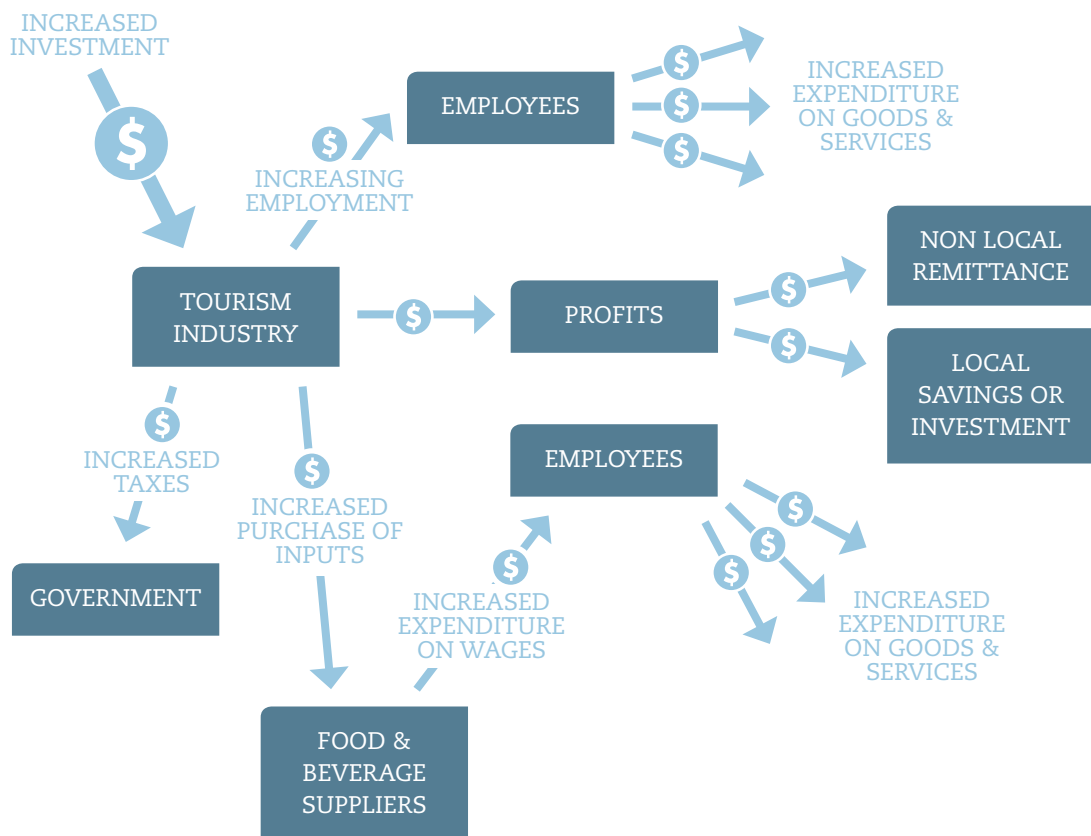 INCREASED
INVESTMENT
$
EMPLOYEES
$
$
$
INCREASED
EXPENDITURE
ON GOODS &
SERVICES
$
INCREASING
EMPLOYMENT
TOURISM
INDUSTRY
$
PROFITS
$
$
NON LOCAL
REMITTANCE
LOCAL
SAVINGS OR
INVESTMENT
$
INCREASED
TAXES
GOVERNMENT
$
INCREASED
PURCHASE OF
INPUTS
FOOD &
BEVERAGE
SUPPLIERS
$
INCREASED
EXPENDITURE
ON WAGES
EMPLOYEES
$
$
$
INCREASED
EXPENDITURE
ON GOODS &
SERVICES